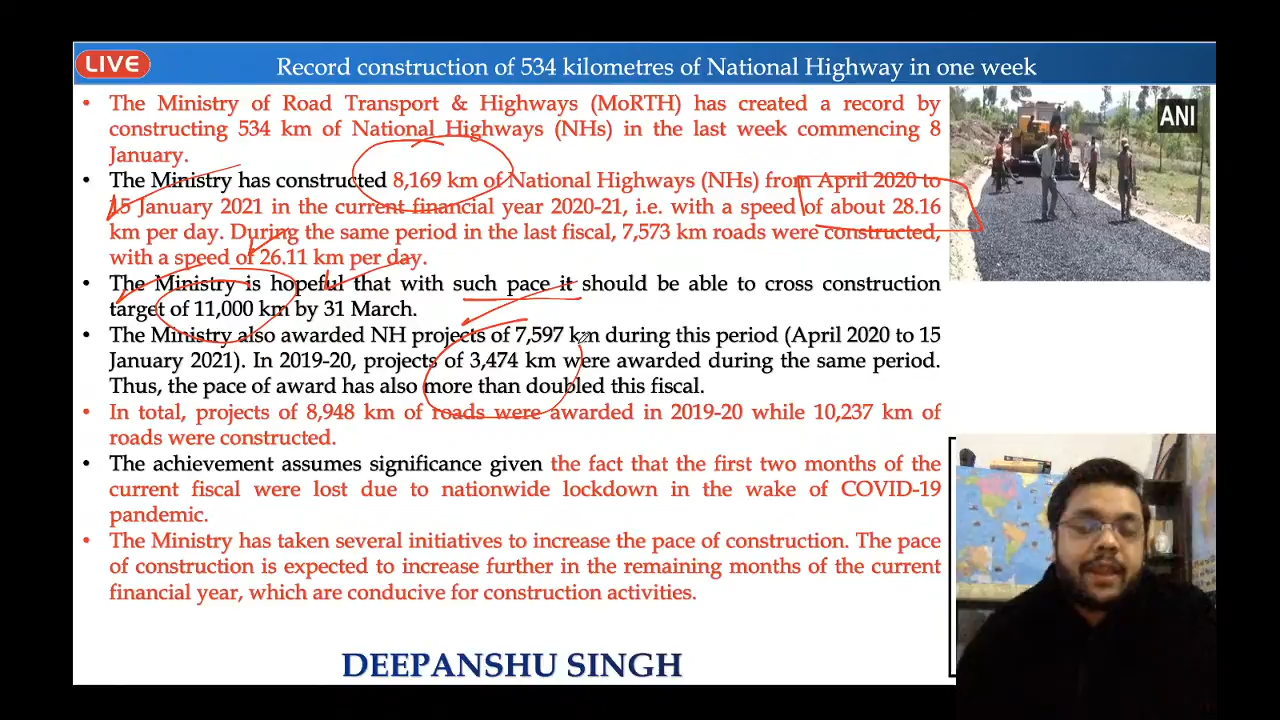 LIVE
Record construction of 534 kilometres of National Highway in one week
• The Ministry of Road Transport & Highways (MoRTH) has created a record by
constructing 534 km of National Highways (NHs) in the last week commencing 8
January.
• The Ministry has constructed 8,169 km of National Highways (NHs) from April 2020 to
15 January 2021 in the current financial year 2020-21, i.e. with a speed of about 28.16
km per day. During the same period in the last fiscal, 7,573 km roads were constructed,
with a speed of 26.11 km per day.
• The Ministry is hopeful that with such pace it should be able to cross construction
target of 11,000 km by 31 March.
• The Ministry also awarded NH projects of 7,597 km during this period (April 2020 to 15
January 2021). In 2019-20, projects of 3,474 km were awarded during the same period.
Thus, the pace of award has also more than doubled this fiscal.
• In total, projects of 8,948 km of roads were awarded in 2019-20 while 10,237 km of
roads were constructed.
• The achievement assumes significance given the fact that the first two months of the
current fiscal were lost due to nationwide lockdown in the wake of COVID-19
pandemic.
• The Ministry has taken several initiatives to increase the pace of construction. The pace
of construction is expected to increase further in the remaining months of the current
financial year, which are conducive for construction activities.
ANI
DEEPANSHU SINGH